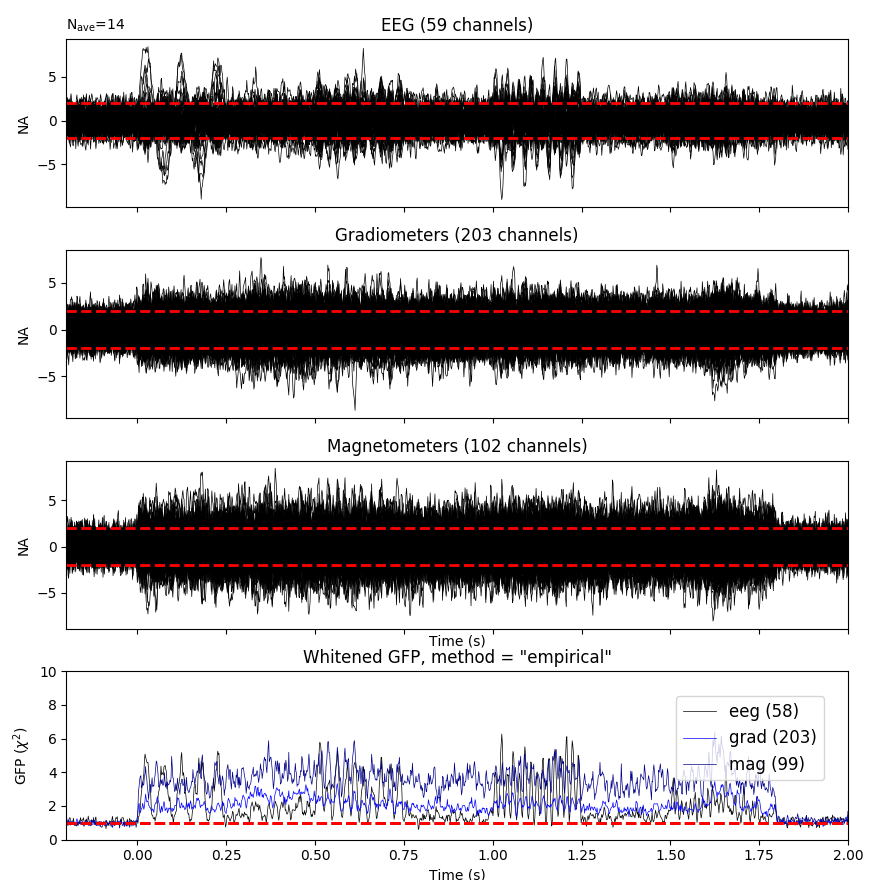 N_ave=14
EEG (59 channels)
5
0
−5
NA
Gradiometers (203 channels)
5
0
−5
NA
Magnetometers (102 channels)
5
0
−5
NA
Time (s)
Whitened GFP, method = "empirical"
10
8
6
4
2
0
GFP (χ²)
eeg (58)
grad (203)
mag (99)
0.00 0.25 0.50 0.75 1.00 1.25 1.50 1.75 2.00
Time (s)